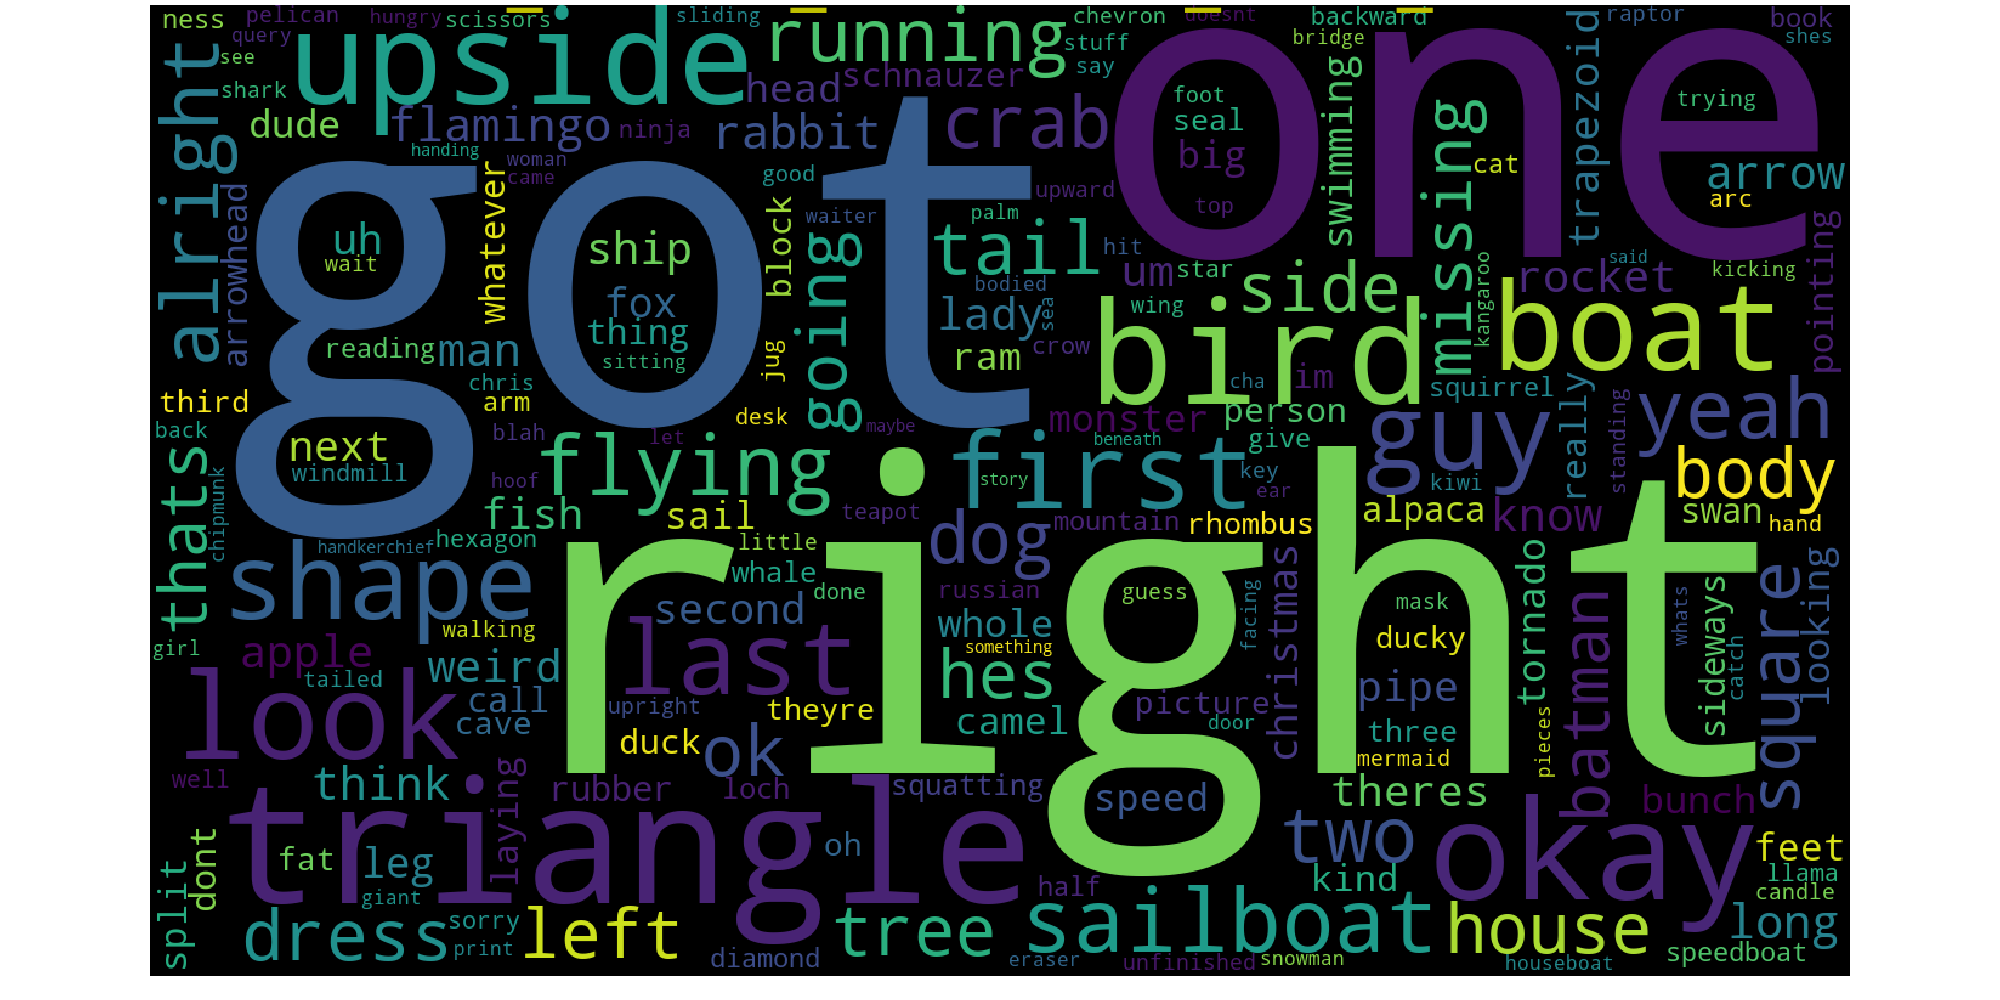 ness
pelican
hungry
scissors
sliding
chevron
doesnt
backward
raptor
book
query
upside
running
stuff
bridge
shes
see
say
one
shark
alright
head
schnauzer
foot
trying
dude
flamingo
ninja
rabbit
crab
seal
swimming
missing
trapezoid
handing
woman
big
cat
arrow
came
good
upward
arrowhead
whatever
got
block
waiter
palm
top
arc
uh
ship
going
tail
hit
pointing
wait
fox
um
star
side
rocket
said
kicking
thing
bodied
lady
sea
wing
bird
kangaroo
boat
reading
man
sitting
jug
ram
crow
chris
cha
im
squirrel
third
arm
desk
monster
person
guy
really
yeah
back
next
blah
let
maybe
first
beneath
give
standing
thats
windmill
flying
story
key
kiwi
body
chipmunk
hoof
ear
fish
sail
teapot
dog
mountain
rhombus
alpaca
know
swan
hand
handkerchief
hexagon
little
right
shape
whale
christmas
tornado
looking
second
done
russian
guess
mask
whats
square
walking
whole
facing
ducky
batman
sideways
girl
apple
weird
last
something
hes
catch
tailed
look
call
upright
theyre
picture
pipe
cave
duck
ok
camel
door
three
mermaid
pieces
well
think
laying
rubber
loch
squatting
speed
theres
bunch
triangle
two
okay
dont
fat
leg
oh
feet
split
giant
half
kind
llama
candle
dress
sorry
left
tree
sailboat
house
long
print
diamond
eraser
unfinished
snowman
houseboat
speedboat